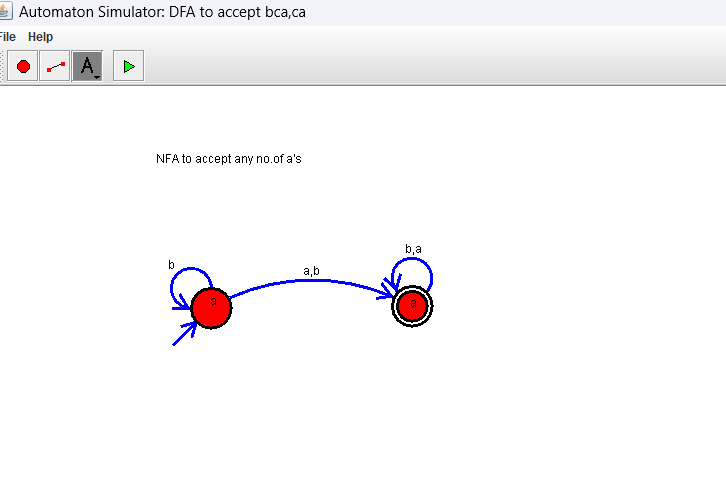 Automaton Simulator: DFA to accept bca,ca
File Help
A
NFA to accept any no.of a's
b,a
b
a,b
a
a